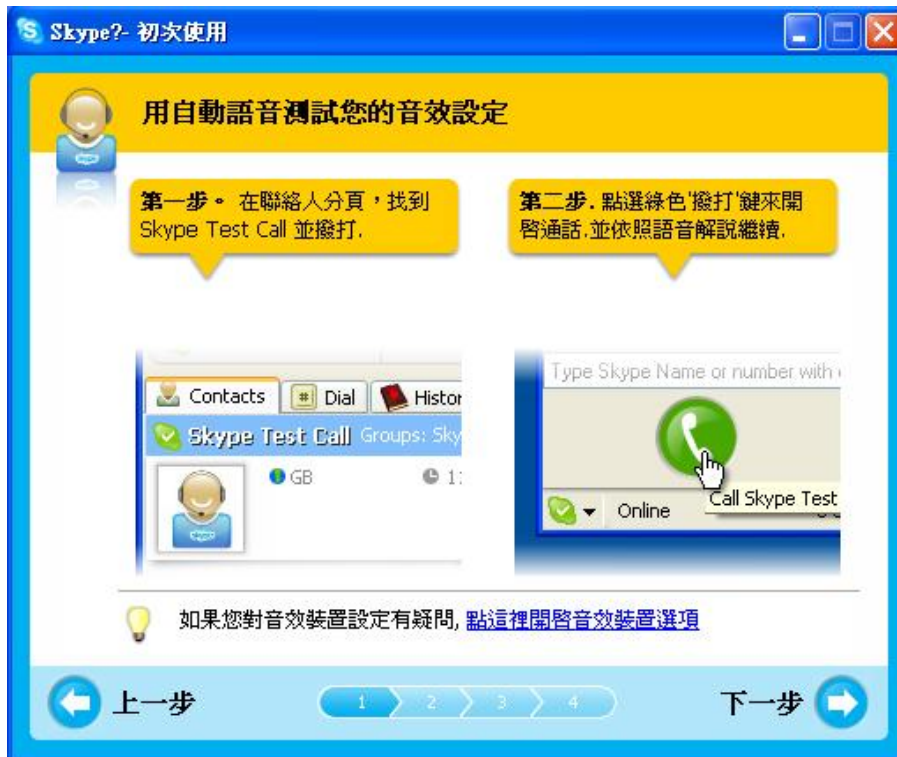 Skype?- 初次使用
用自動語音測試您的音效設定
第一步。 在聯絡人分頁，找到
Skype Test Call 並撥打.
第二步. 點選綠色'撥打'鍵來開
啓通話.並依照語音解說繼續.
Contacts
Dial
Histor
Skype Test Call Groups: Sky
GB
1:
Type Skype Name or number with
Call Skype Test
Online
如果您對音效裝置設定有疑問, 點這裡開啓音效裝置選項
上一步
1 2 3 4
下一步